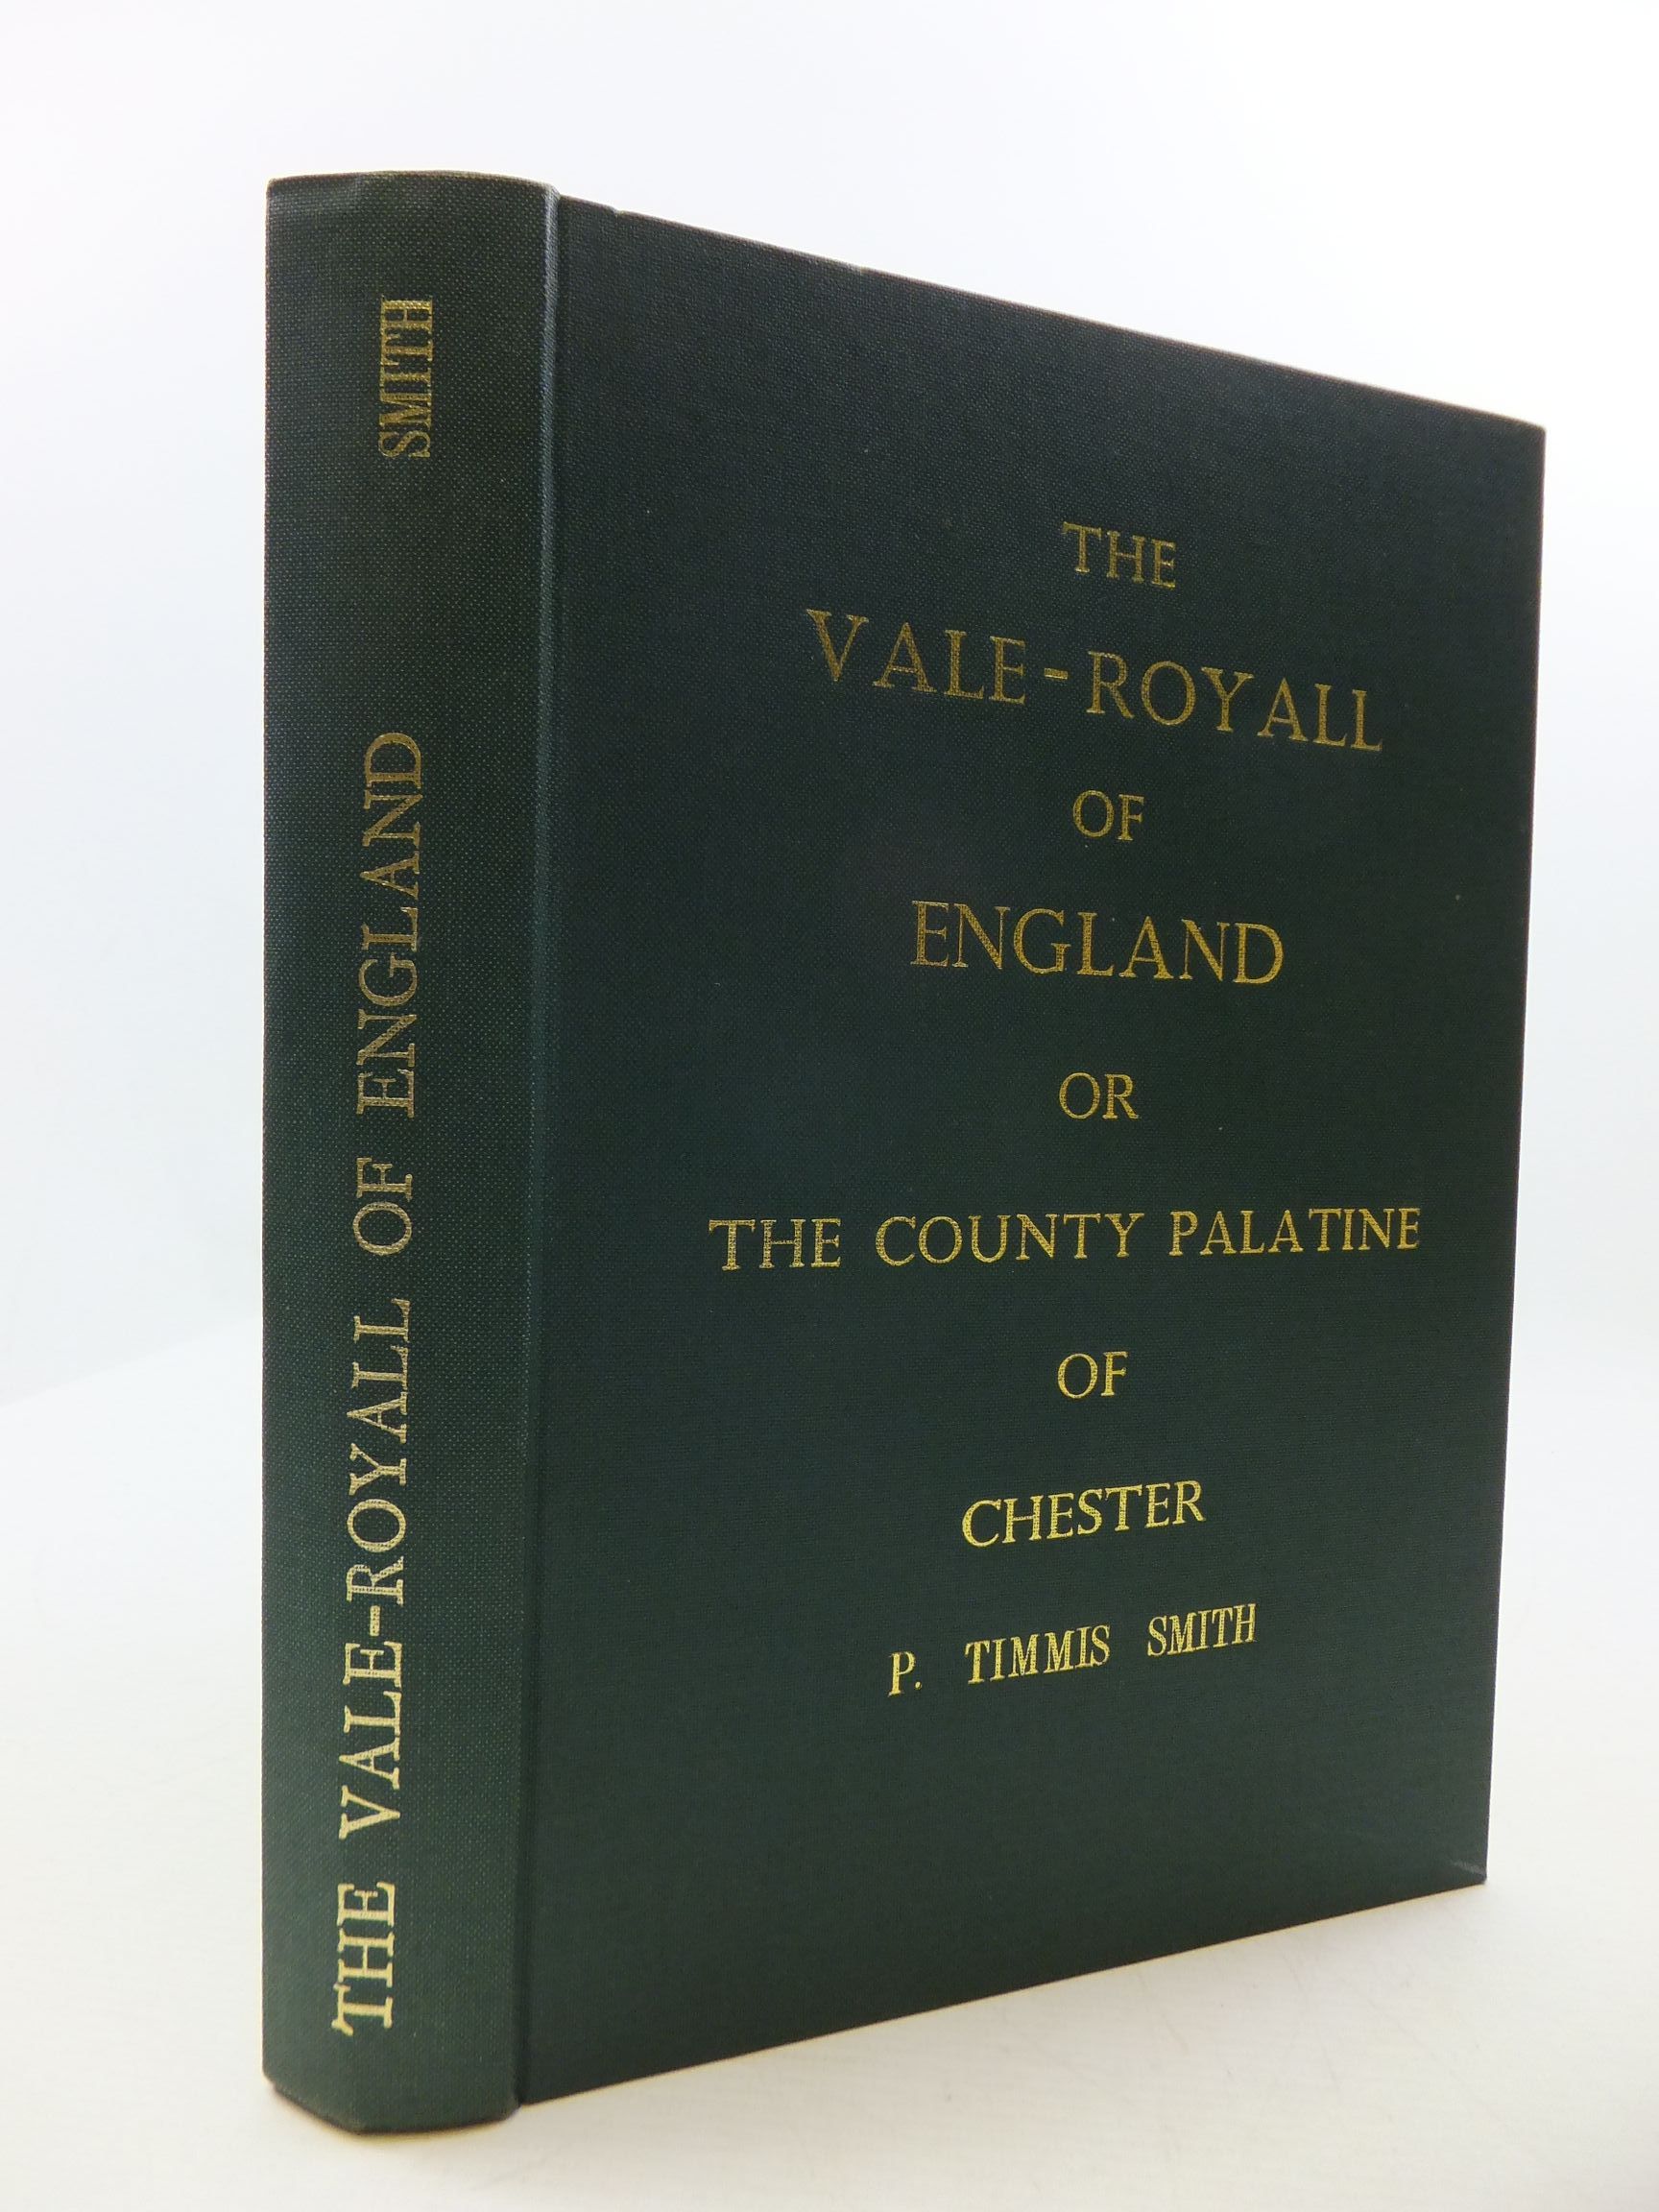 THE VALE-ROYALL OF ENGLAND SMITH
THE
VALE-ROYALL
OF
ENGLAND
OR
THE COUNTY PALATINE
OF
CHESTER
P. TIMMIS SMITH